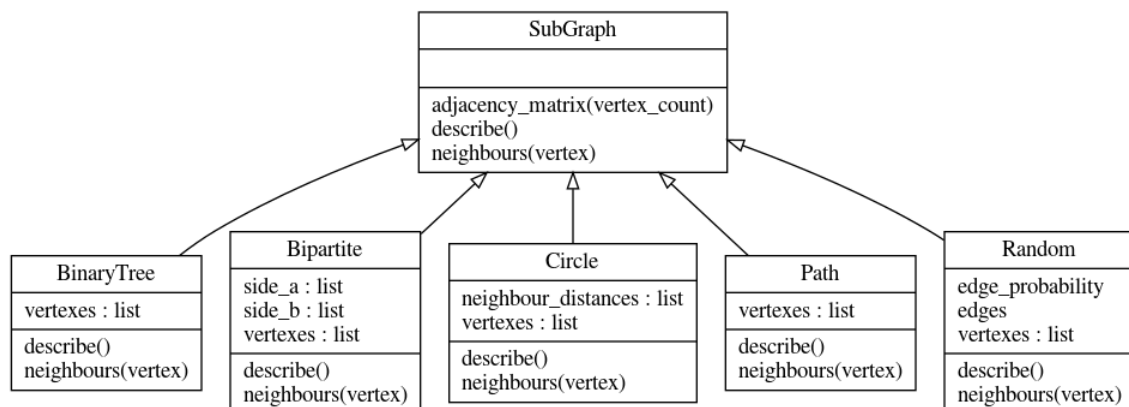 SubGraph
adjacency_matrix(vertex_count)
describe()
neighbours(vertex)
BinaryTree
vertexes : list
describe()
neighbours(vertex)
Bipartite
side_a : list
side_b : list
vertexes : list
describe()
neighbours(vertex)
Circle
neighbour_distances : list
vertexes : list
describe()
neighbours(vertex)
Path
vertexes : list
describe()
neighbours(vertex)
Random
edge_probability
edges
vertexes : list
describe()
neighbours(vertex)